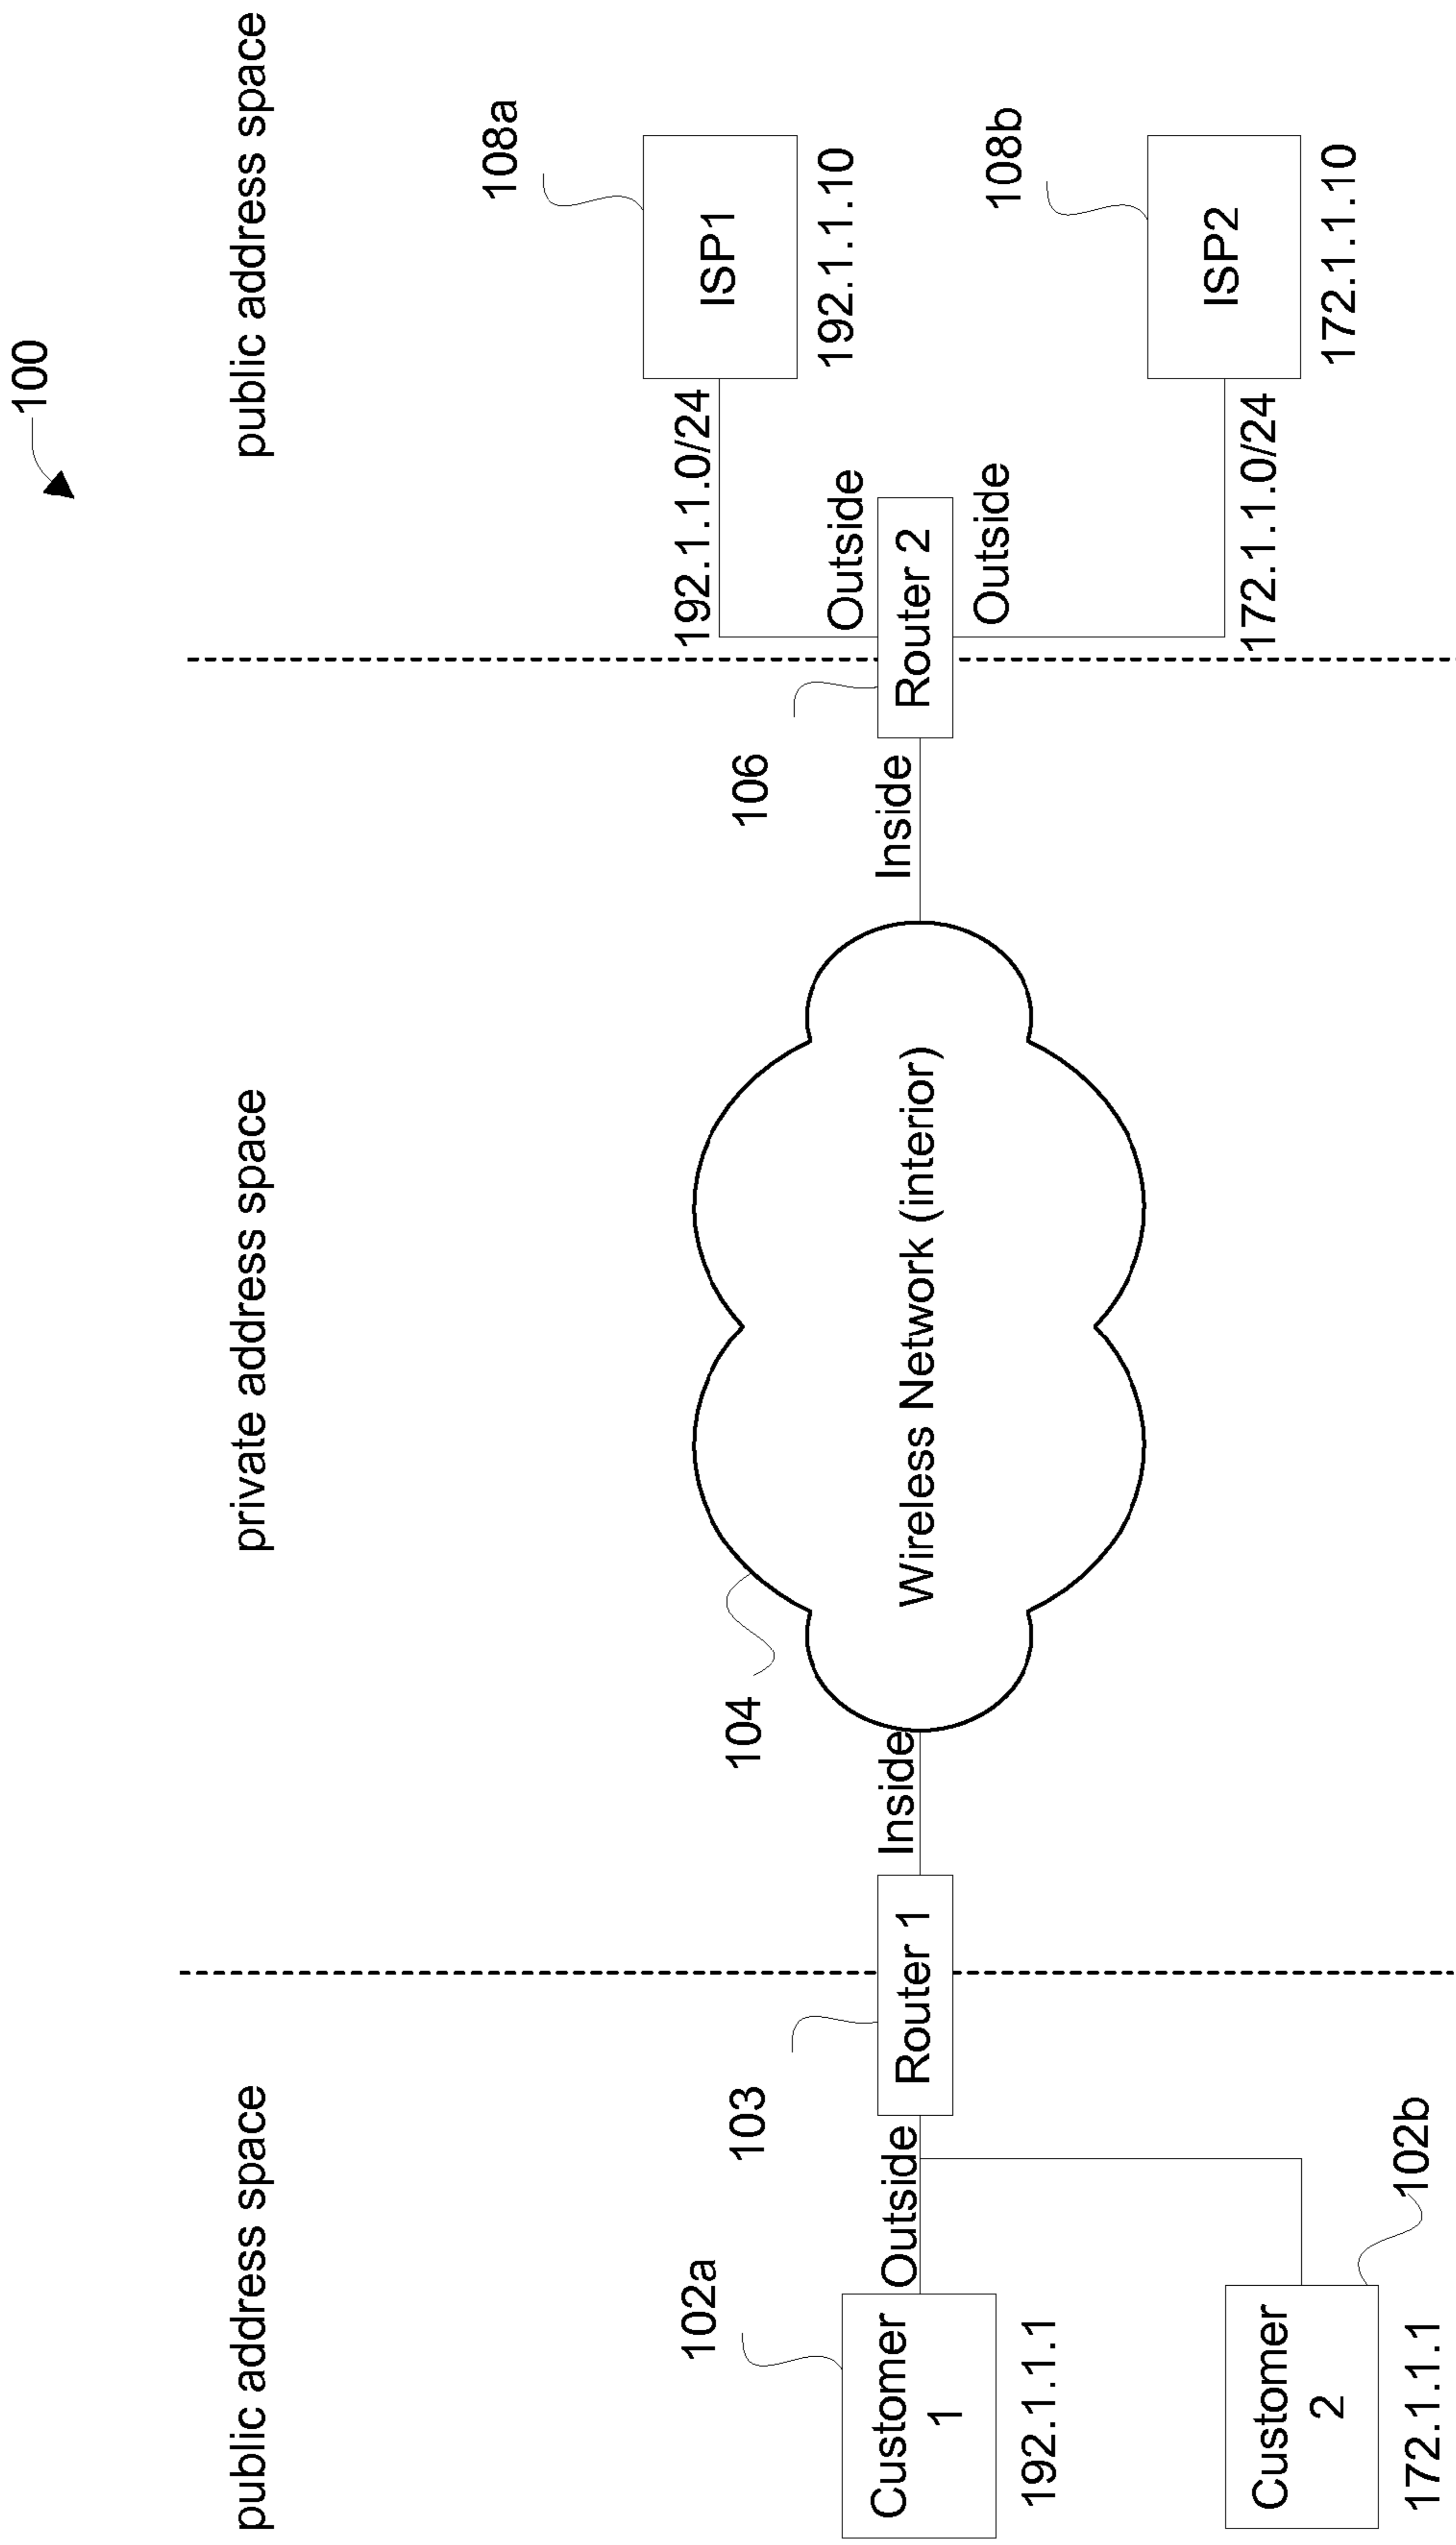 100
public address space
private address space
public address space
108a
ISP1
192.1.1.10
192.1.1.0/24
102a
103
104
106
Outside
Customer
1
192.1.1.1
Outside
Router 1
Inside
Wireless Network (interior)
Inside
Router 2
Outside
108b
ISP2
172.1.1.10
172.1.1.0/24
Customer
2
172.1.1.1
102b